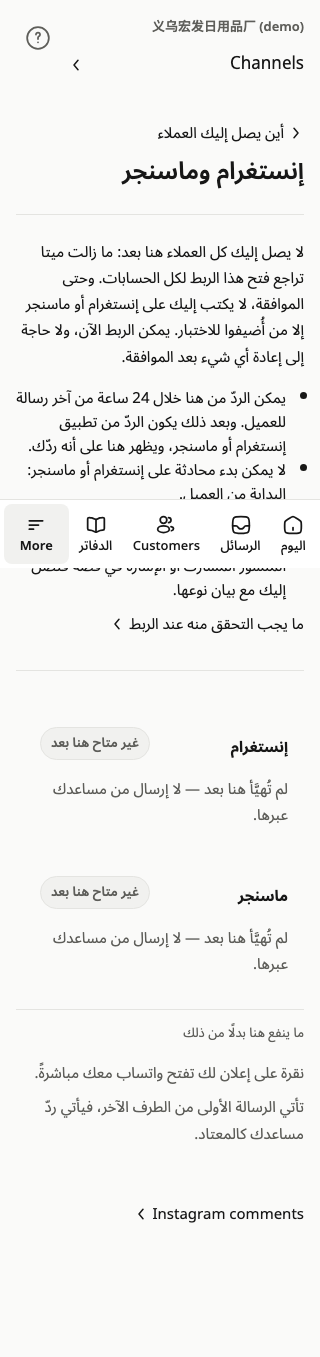 义乌宏发日用品厂 (demo)
Channels
أين يصل إليك العملاء
إنستغرام وماسنجر
لا يصل إليك كل العملاء هنا بعد: ما زالت ميتا
تراجع فتح هذا الربط لكل الحسابات. وحتى
الموافقة، لا يكتب إليك على إنستغرام أو ماسنجر
إلا من أُضيفوا للاختبار. يمكن الربط الآن، ولا حاجة
إلى إعادة أي شيء بعد الموافقة.
يمكن الردّ من هنا خلال 24 ساعة من آخر رسالة
للعميل. وبعد ذلك يكون الردّ من تطبيق
إنستغرام أو ماسنجر، ويظهر هنا على أنه ردّك.
لا يمكن بدء محادثة على إنستغرام أو ماسنجر:
البداية من العميل.
اليوم
الرسائل
Customers
الدفاتر
More
إليك مع بيان نوعها.
ما يجب التحقق منه عند الربط
إنستغرام
غير متاح هنا بعد
لم تُهيَّأ هنا بعد — لا إرسال من مساعدك
عبرها.
ماسنجر
غير متاح هنا بعد
لم تُهيَّأ هنا بعد — لا إرسال من مساعدك
عبرها.
ما ينفع هنا بدلًا من ذلك
نقرة على إعلان لك تفتح واتساب معك مباشرةً.
تأتي الرسالة الأولى من الطرف الآخر، فيأتي ردّ
مساعدك كالمعتاد.
Instagram comments